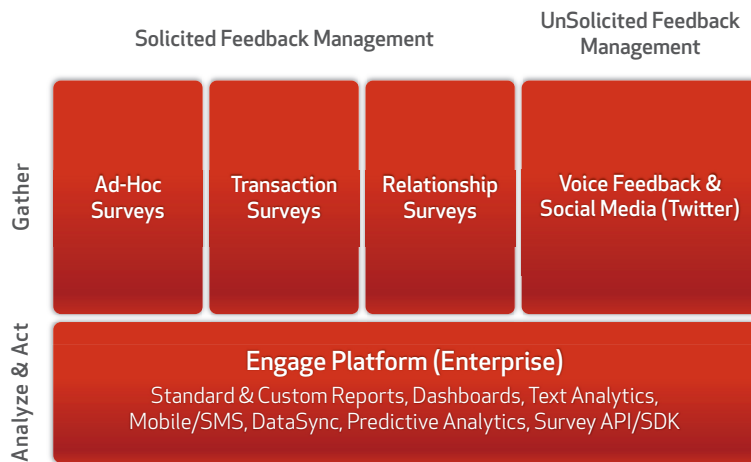 Solicited Feedback Management
UnSolicited Feedback
Management
Gather
Ad-Hoc
Surveys
Transaction
Surveys
Relationship
Surveys
Voice Feedback &
Social Media (Twitter)
Analyze & Act
Engage Platform (Enterprise)
Standard & Custom Reports, Dashboards, Text Analytics,
Mobile/SMS, DataSync, Predictive Analytics, Survey API/SDK